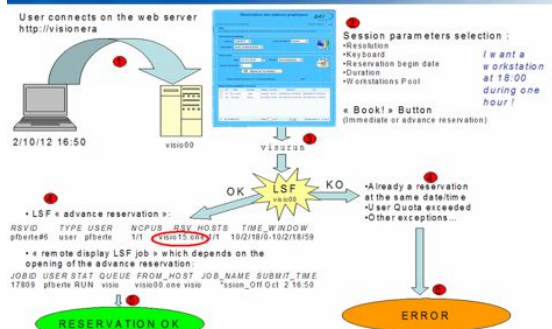 User connects on the web server
http://visionera
Session parameters selection :
•Resolution
•Keyboard
•Reservation begin date
•Duration
•Workstations Pool
I want a
workstation
at 18:00
during one
hour !
« Book! » Button
(Immediate or advance reservation)
2/10/12 16:50
visio00
visurun
OK
LSF
visio00
KO
•Already a reservation
at the same date/time
•User Quota exceeded
•Other exceptions...
• LSF « advance reservation »:
RSVID TYPE USER NCPUS RSV_HOSTS TIME_WINDOW
pfberte#6 user pfberte 1/1 visio15.one 1/1 10/2/18/0-10/2/18/59
• « remote display LSF job » which depends on the
opening of the advance reservation:
JOBID USER STAT QUEUE FROM_HOST JOB_NAME SUBMIT_TIME
17809 pfberte RUN visio visio00.one visio *ssion_Off Oct 2 16:50
RESERVATION OK
ERROR